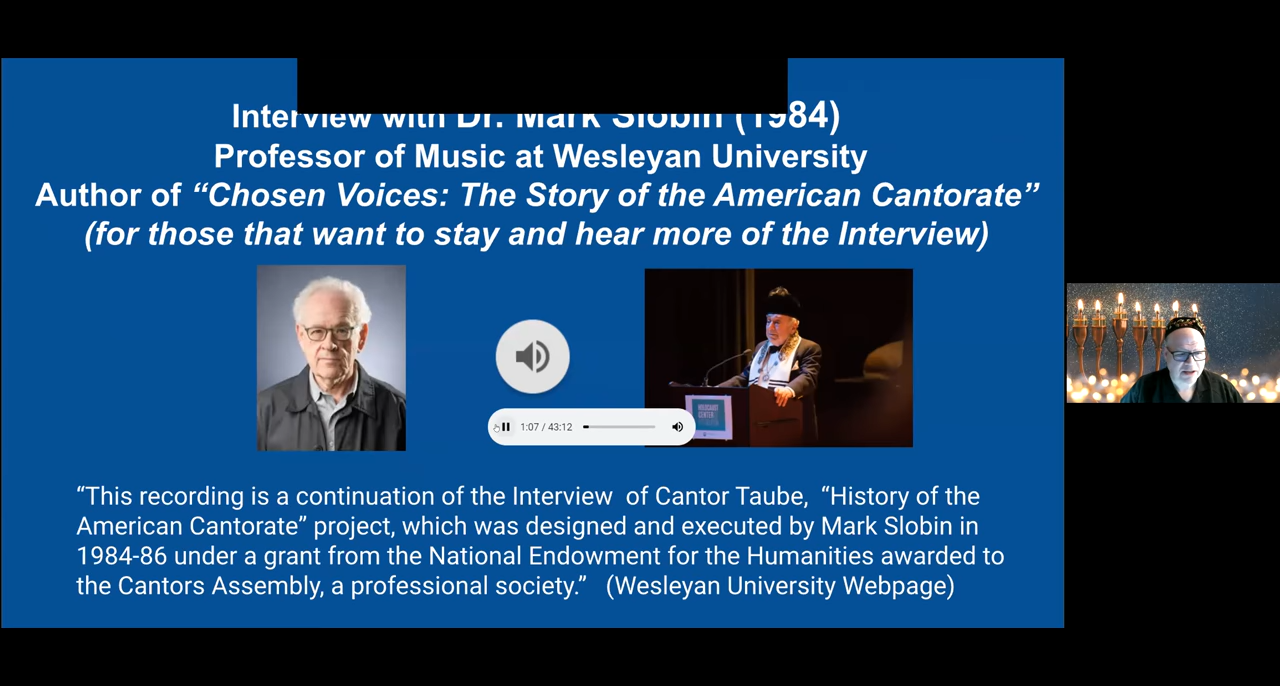 Interview with Dr. Mark Slobin (1984)
Professor of Music at Wesleyan University
Author of “Chosen Voices: The Story of the American Cantorate”
(for those that want to stay and hear more of the Interview)
1:07 / 43:12
HOLOCAUST
CENTER
“This recording is a continuation of the Interview of Cantor Taube, “History of the
American Cantorate” project, which was designed and executed by Mark Slobin in
1984-86 under a grant from the National Endowment for the Humanities awarded to
the Cantors Assembly, a professional society.” (Wesleyan University Webpage)